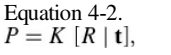 Equation 4-2.
P = K [R | t],